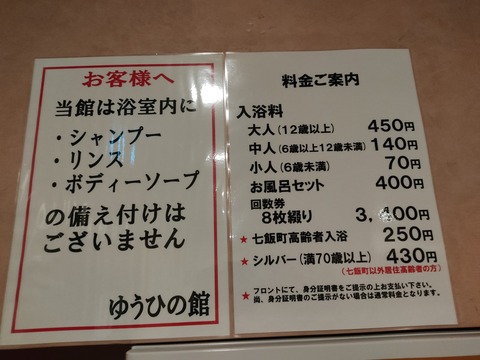 お客様へ
当館は浴室内に
・シャンプー
・リンス
・ボディーソープ
の備え付けは
ございません
ゆうひの館
料金ご案内
入浴料
大人(12歳以上) 450円
中人(6歳以上12歳未満) 140円
小人(6歳未満) 70円
お風呂セット 400円
回数券
8枚綴り 00円
★七飯町高齢者入浴 250円
★シルバー(満70歳以上) 430円
(七飯町以外居住高齢者の方)
★フロントにて、身分証明書をご提示の上お支払い下さい。
尚、身分証明書のご提示がない場合は通常料金となります。